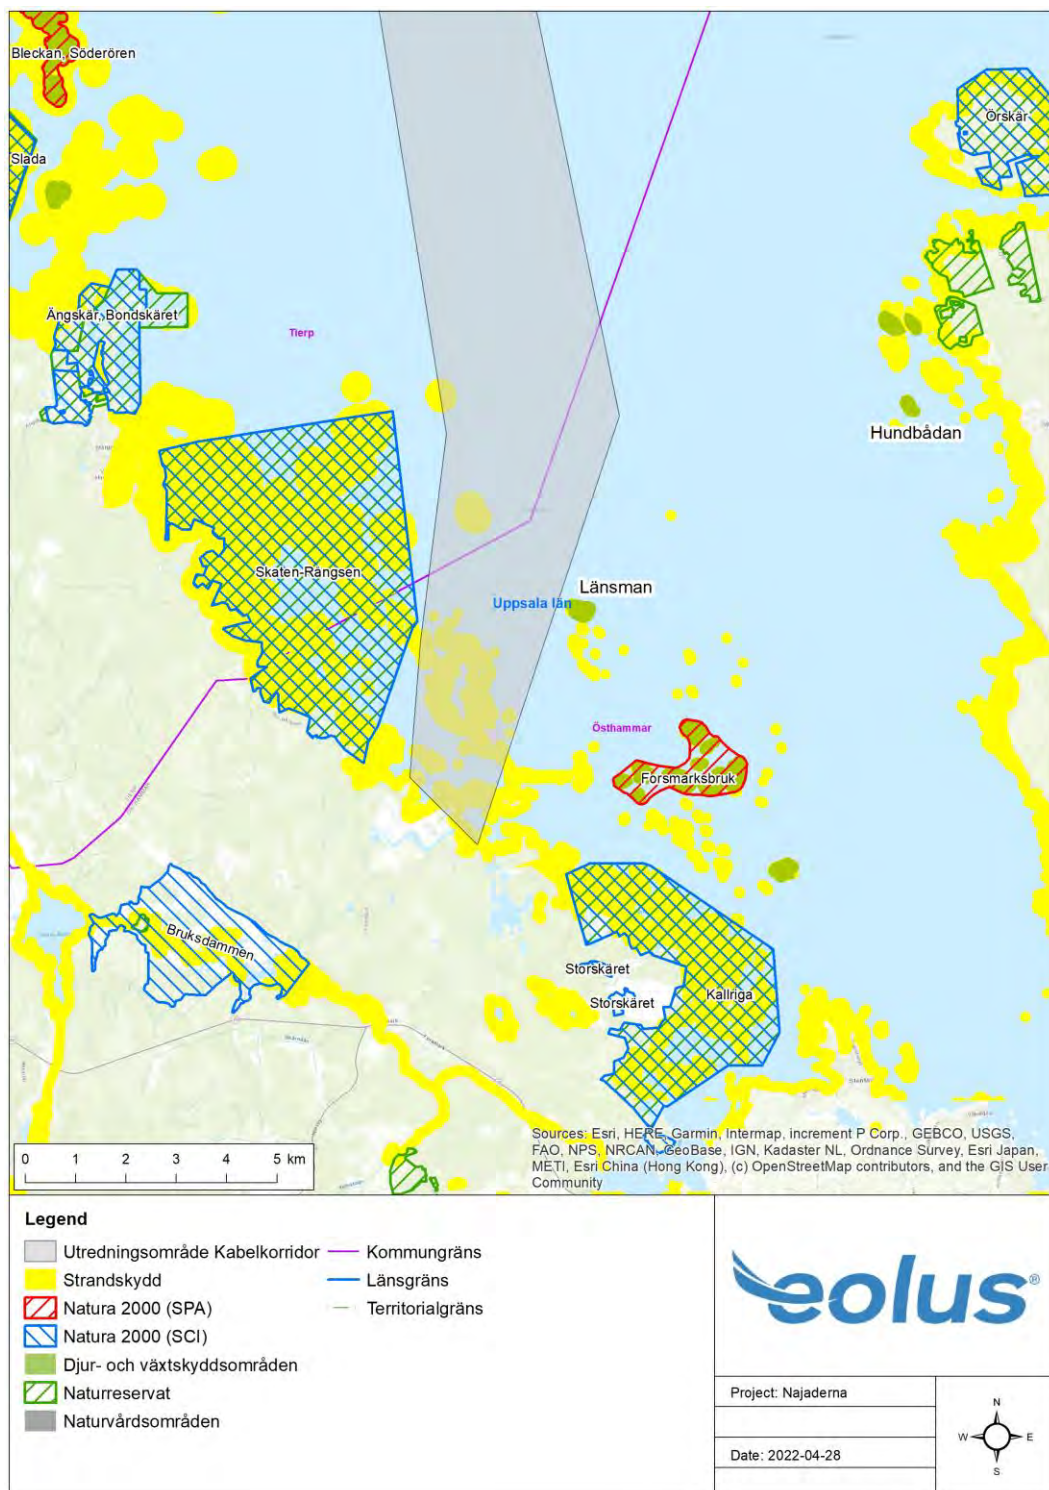 Bleckan, Söderören
Örskär
Slada
Ängskär, Bondskäret
Tierp
Hundbådan
Skaten-Rångsen
Länsman
Uppsala län
Östhammar
Forsmarksbruk
Bruksdammen
Storskäret
Storskäret
Kallriga
0 1 2 3 4 5 km
Sources: Esri, HERE, Garmin, Intermap, increment P Corp., GEBCO, USGS,
FAO, NPS, NRCAN, GeoBase, IGN, Kadaster NL, Ordnance Survey, Esri Japan,
METI, Esri China (Hong Kong), (c) OpenStreetMap contributors, and the GIS User
Community
Legend
Utredningsområde Kabelkorridor
Strandskydd
Natura 2000 (SPA)
Natura 2000 (SCI)
Djur- och växtskyddsområden
Naturreservat
Naturvårdsområden
Kommungräns
Länsgräns
Territorialgräns
eolus®
Project: Najaderna
Date: 2022-04-28
N
W E
S